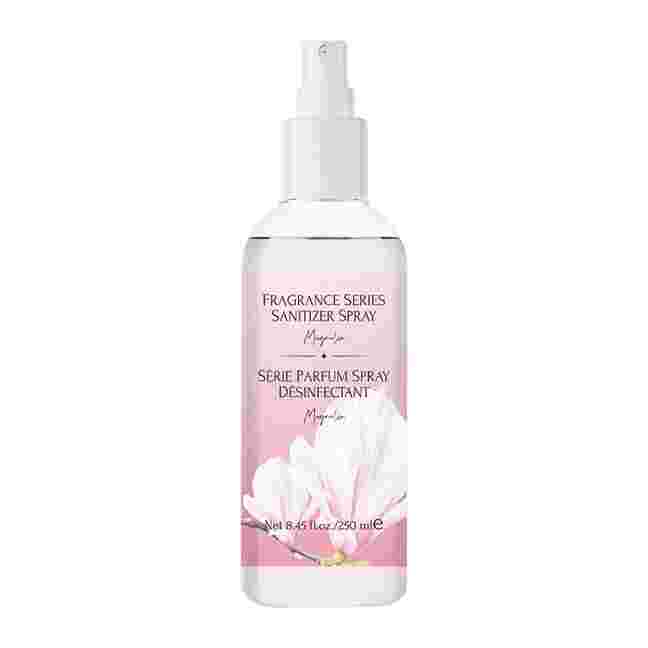 FRAGRANCE SERIES
SANITIZER SPRAY
Magnolia
SÉRIE PARFUM SPRAY
DÉSINFECTANT
Magnolia
Net 8.45 fl.oz./250 ml℮